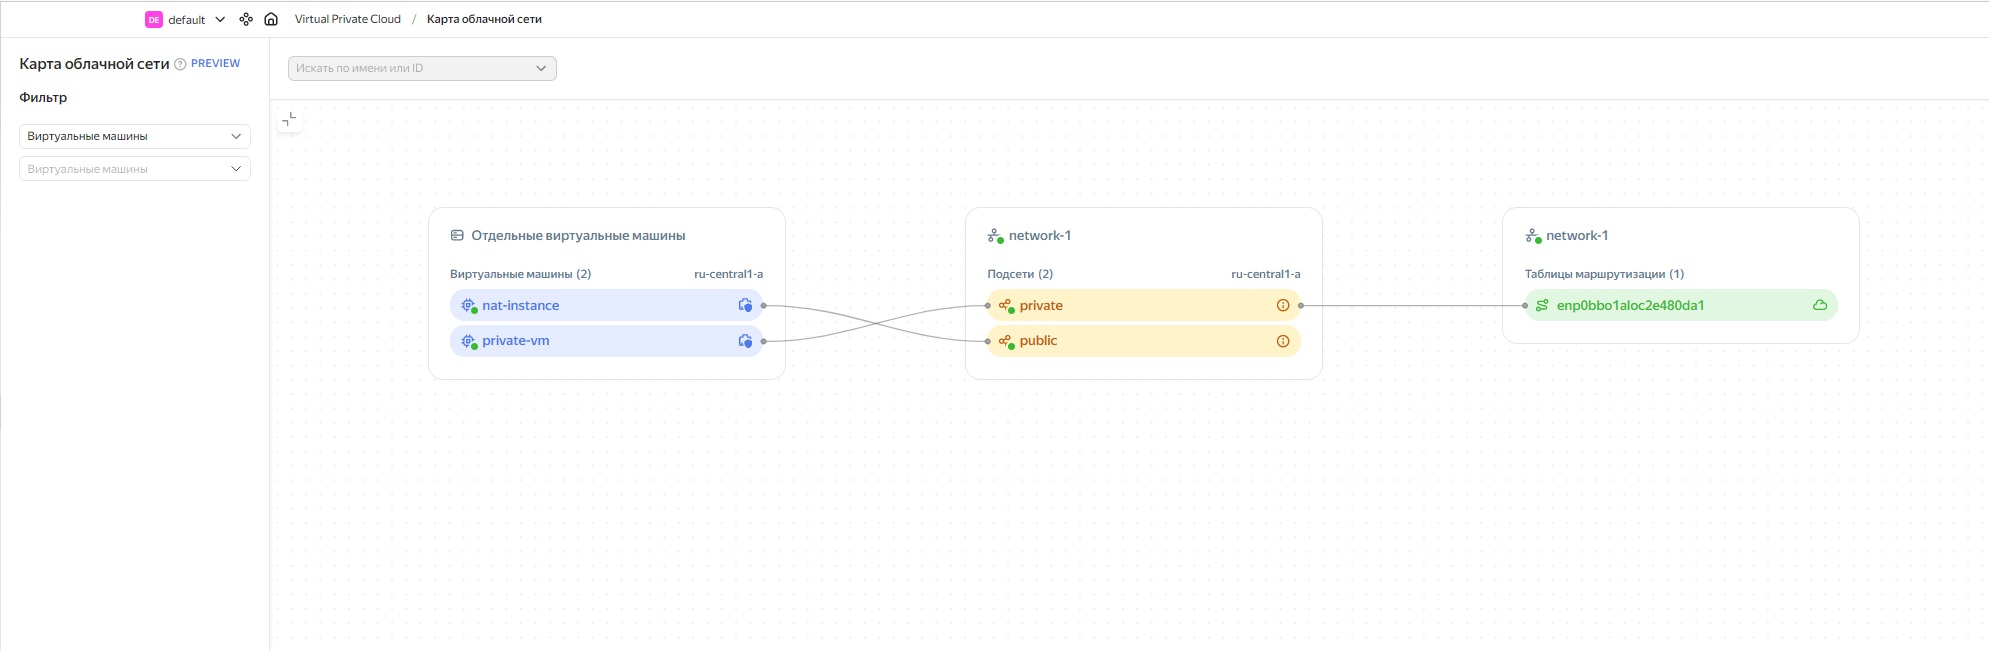 DE default Virtual Private Cloud / Карта облачной сети
Карта облачной сети ? PREVIEW
Фильтр
Виртуальные машины
Виртуальные машины
Искать по имени или ID
Отдельные виртуальные машины
Виртуальные машины (2) ru-central1-a
nat-instance
private-vm
network-1
Подсети (2) ru-central1-a
private
public
network-1
Таблицы маршрутизации (1)
enp0bbo1aloc2e480da1